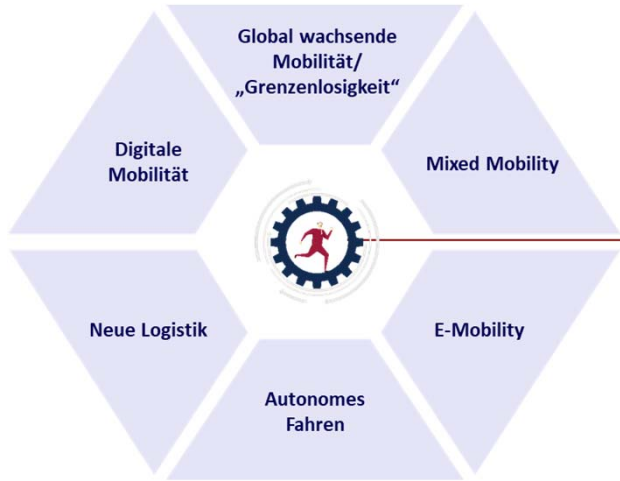 Global wachsende
Mobilität/
„Grenzenlosigkeit“
Digitale
Mobilität
Mixed Mobility
Neue Logistik
E-Mobility
Autonomes
Fahren